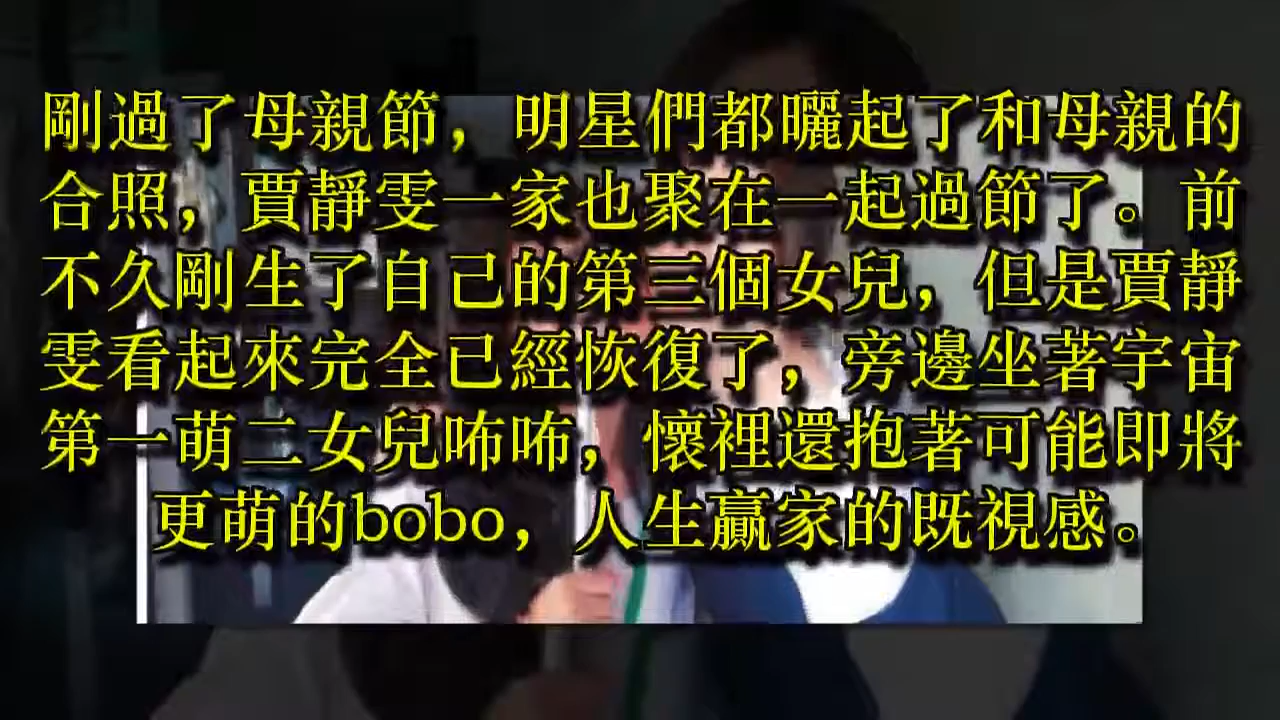 剛過了母親節，明星們都曬起了和母親的
合照，賈靜雯一家也聚在一起過節了。前
不久剛生了自己的第三個女兒，但是賈靜
雯看起來完全已經恢復了，旁邊坐著宇宙
第一萌二女兒咘咘，懷裡還抱著可能即將
更萌的bobo，人生贏家的既視感。